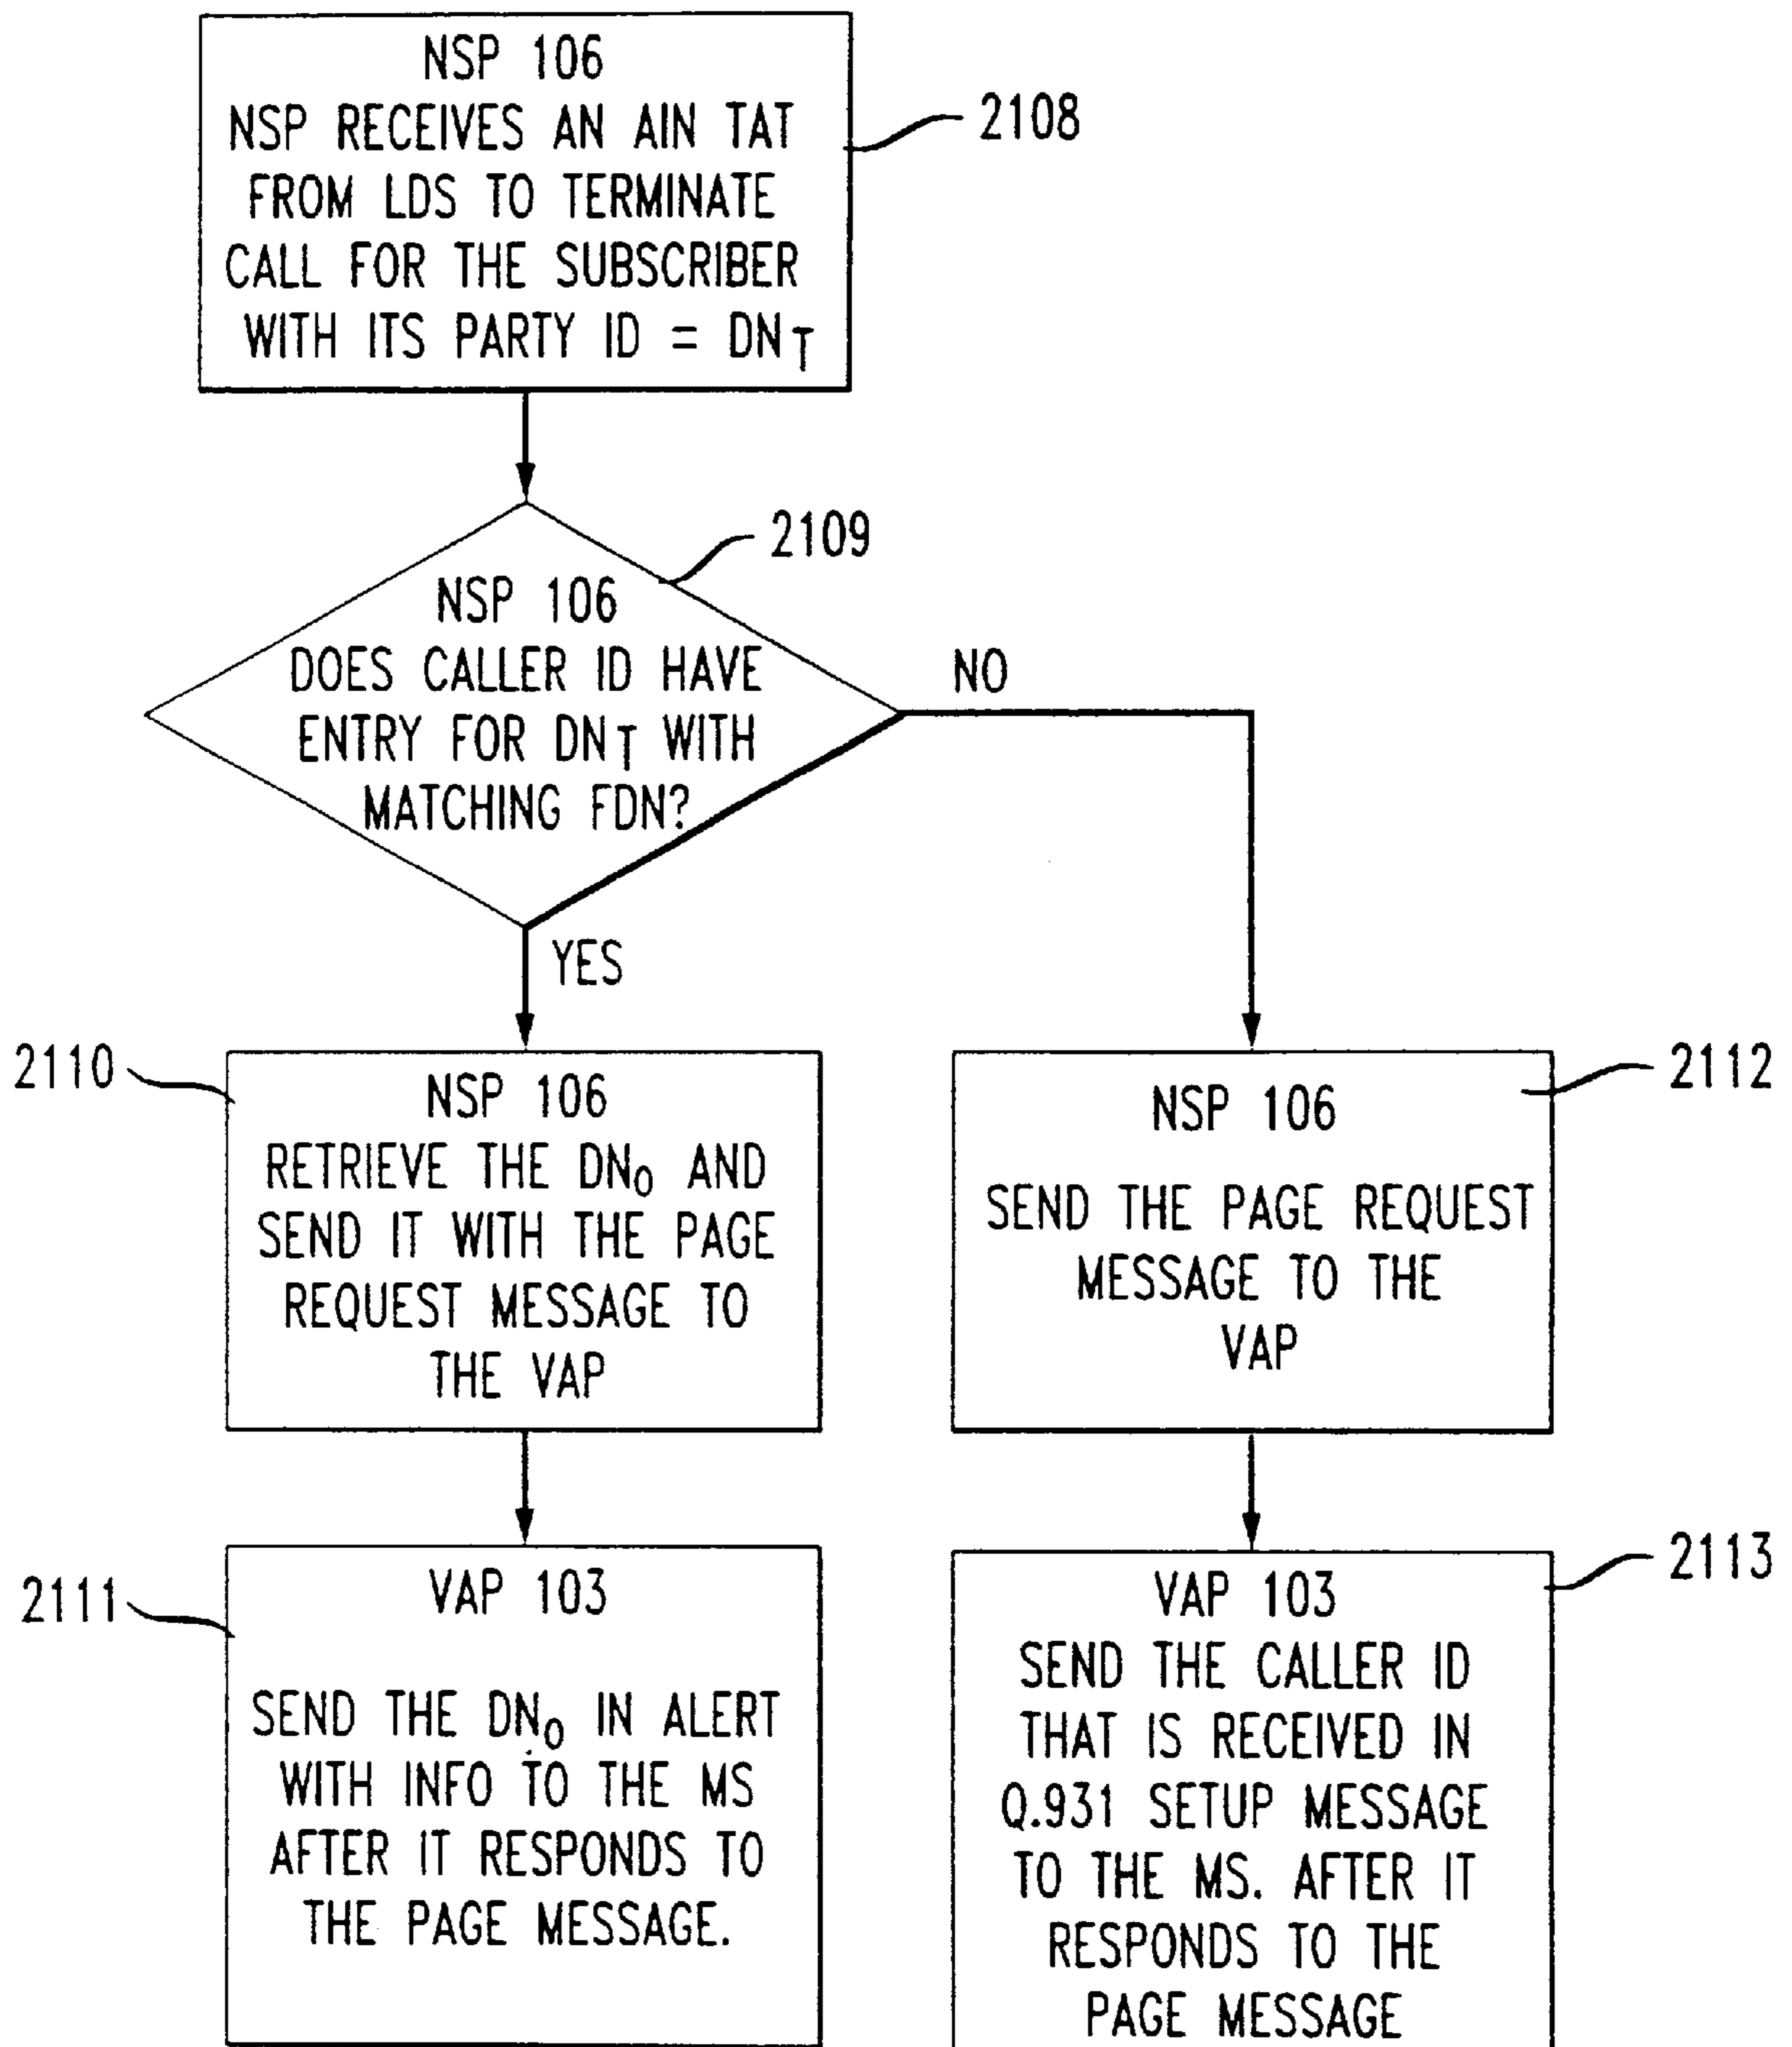 NSP 106
NSP RECEIVES AN AIN TAT
FROM LDS TO TERMINATE
CALL FOR THE SUBSCRIBER
WITH ITS PARTY ID = DNT
2108
2109
NSP 106
DOES CALLER ID HAVE
ENTRY FOR DNT WITH
MATCHING FDN?
NO
YES
2110
NSP 106
RETRIEVE THE DNO AND
SEND IT WITH THE PAGE
REQUEST MESSAGE TO
THE VAP
2112
NSP 106
SEND THE PAGE REQUEST
MESSAGE TO THE
VAP
2111
VAP 103
SEND THE DNO IN ALERT
WITH INFO TO THE MS
AFTER IT RESPONDS TO
THE PAGE MESSAGE.
2113
VAP 103
SEND THE CALLER ID
THAT IS RECEIVED IN
Q.931 SETUP MESSAGE
TO THE MS. AFTER IT
RESPONDS TO THE
PAGE MESSAGE